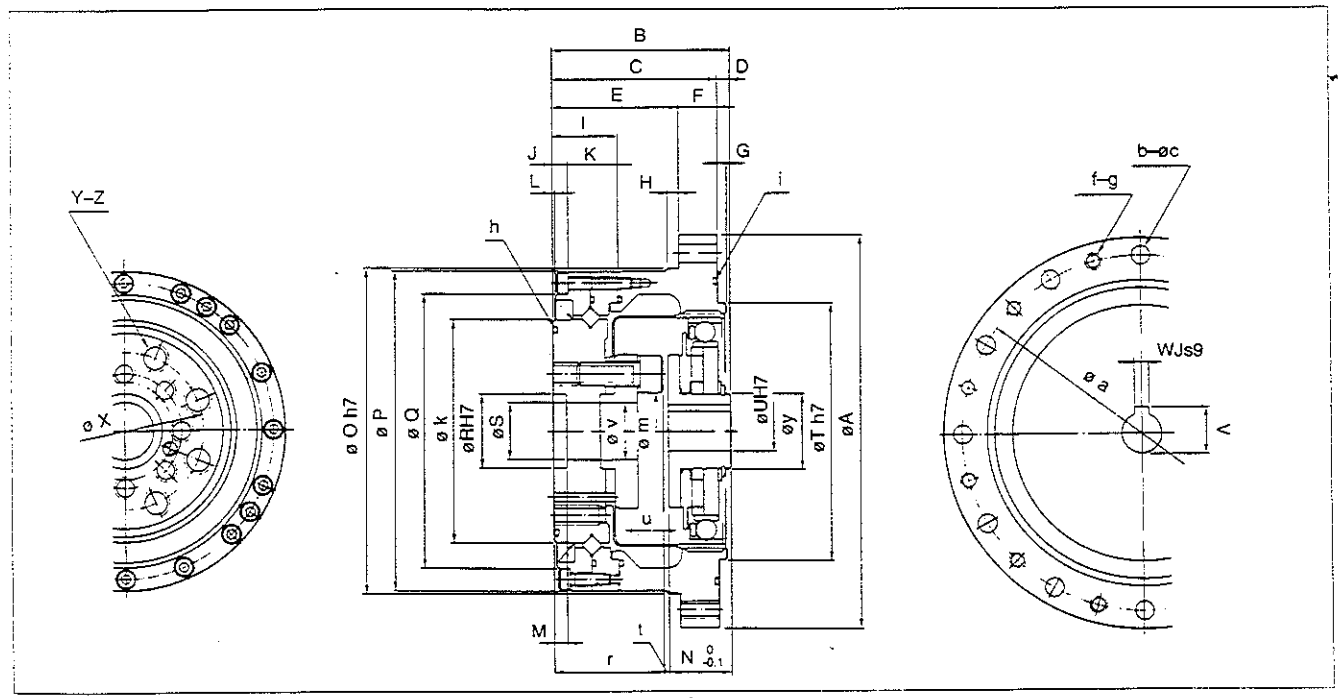 B
C D
E F
I
J K G
L H i
h
Y–Z
ø X
ø O h7
ø P
ø Q
ø k
øRH7
øS
ø v
ø m
øUH7
øy
øT h7
øA
u
M r t N 0 -0.1
b–øc
f–g
WJs9
ø a
V